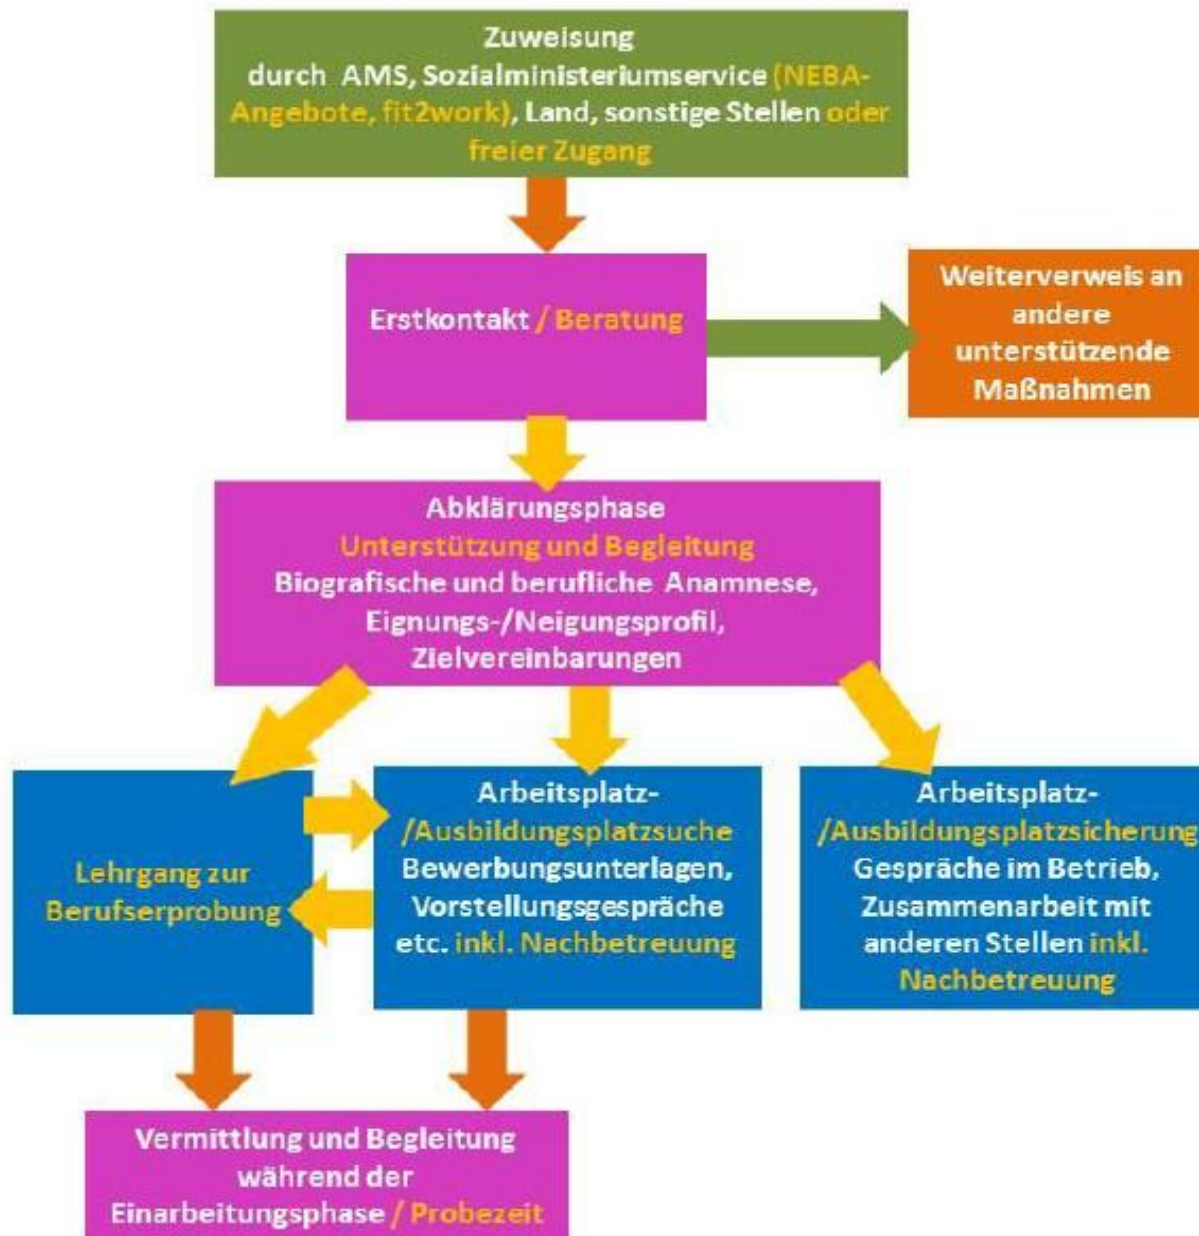 Zuweisung
durch AMS, Sozialministeriumservice (NEBA-
Angebote, fit2work), Land, sonstige Stellen oder
freier Zugang
Erstkontakt / Beratung
Weiterverweis an
andere
unterstützende
Maßnahmen
Abklärungsphase
Unterstützung und Begleitung
Biografische und berufliche Anamnese,
Eignungs-/Neigungsprofil,
Zielvereinbarungen
Lehrgang zur
Berufserprobung
Arbeitsplatz-
/Ausbildungsplatzsuche
Bewerbungsunterlagen,
Vorstellungsgespräche
etc. inkl. Nachbetreuung
Arbeitsplatz-
/Ausbildungsplatzsicherung
Gespräche im Betrieb,
Zusammenarbeit mit
anderen Stellen inkl.
Nachbetreuung
Vermittlung und Begleitung
während der
Einarbeitungsphase / Probezeit